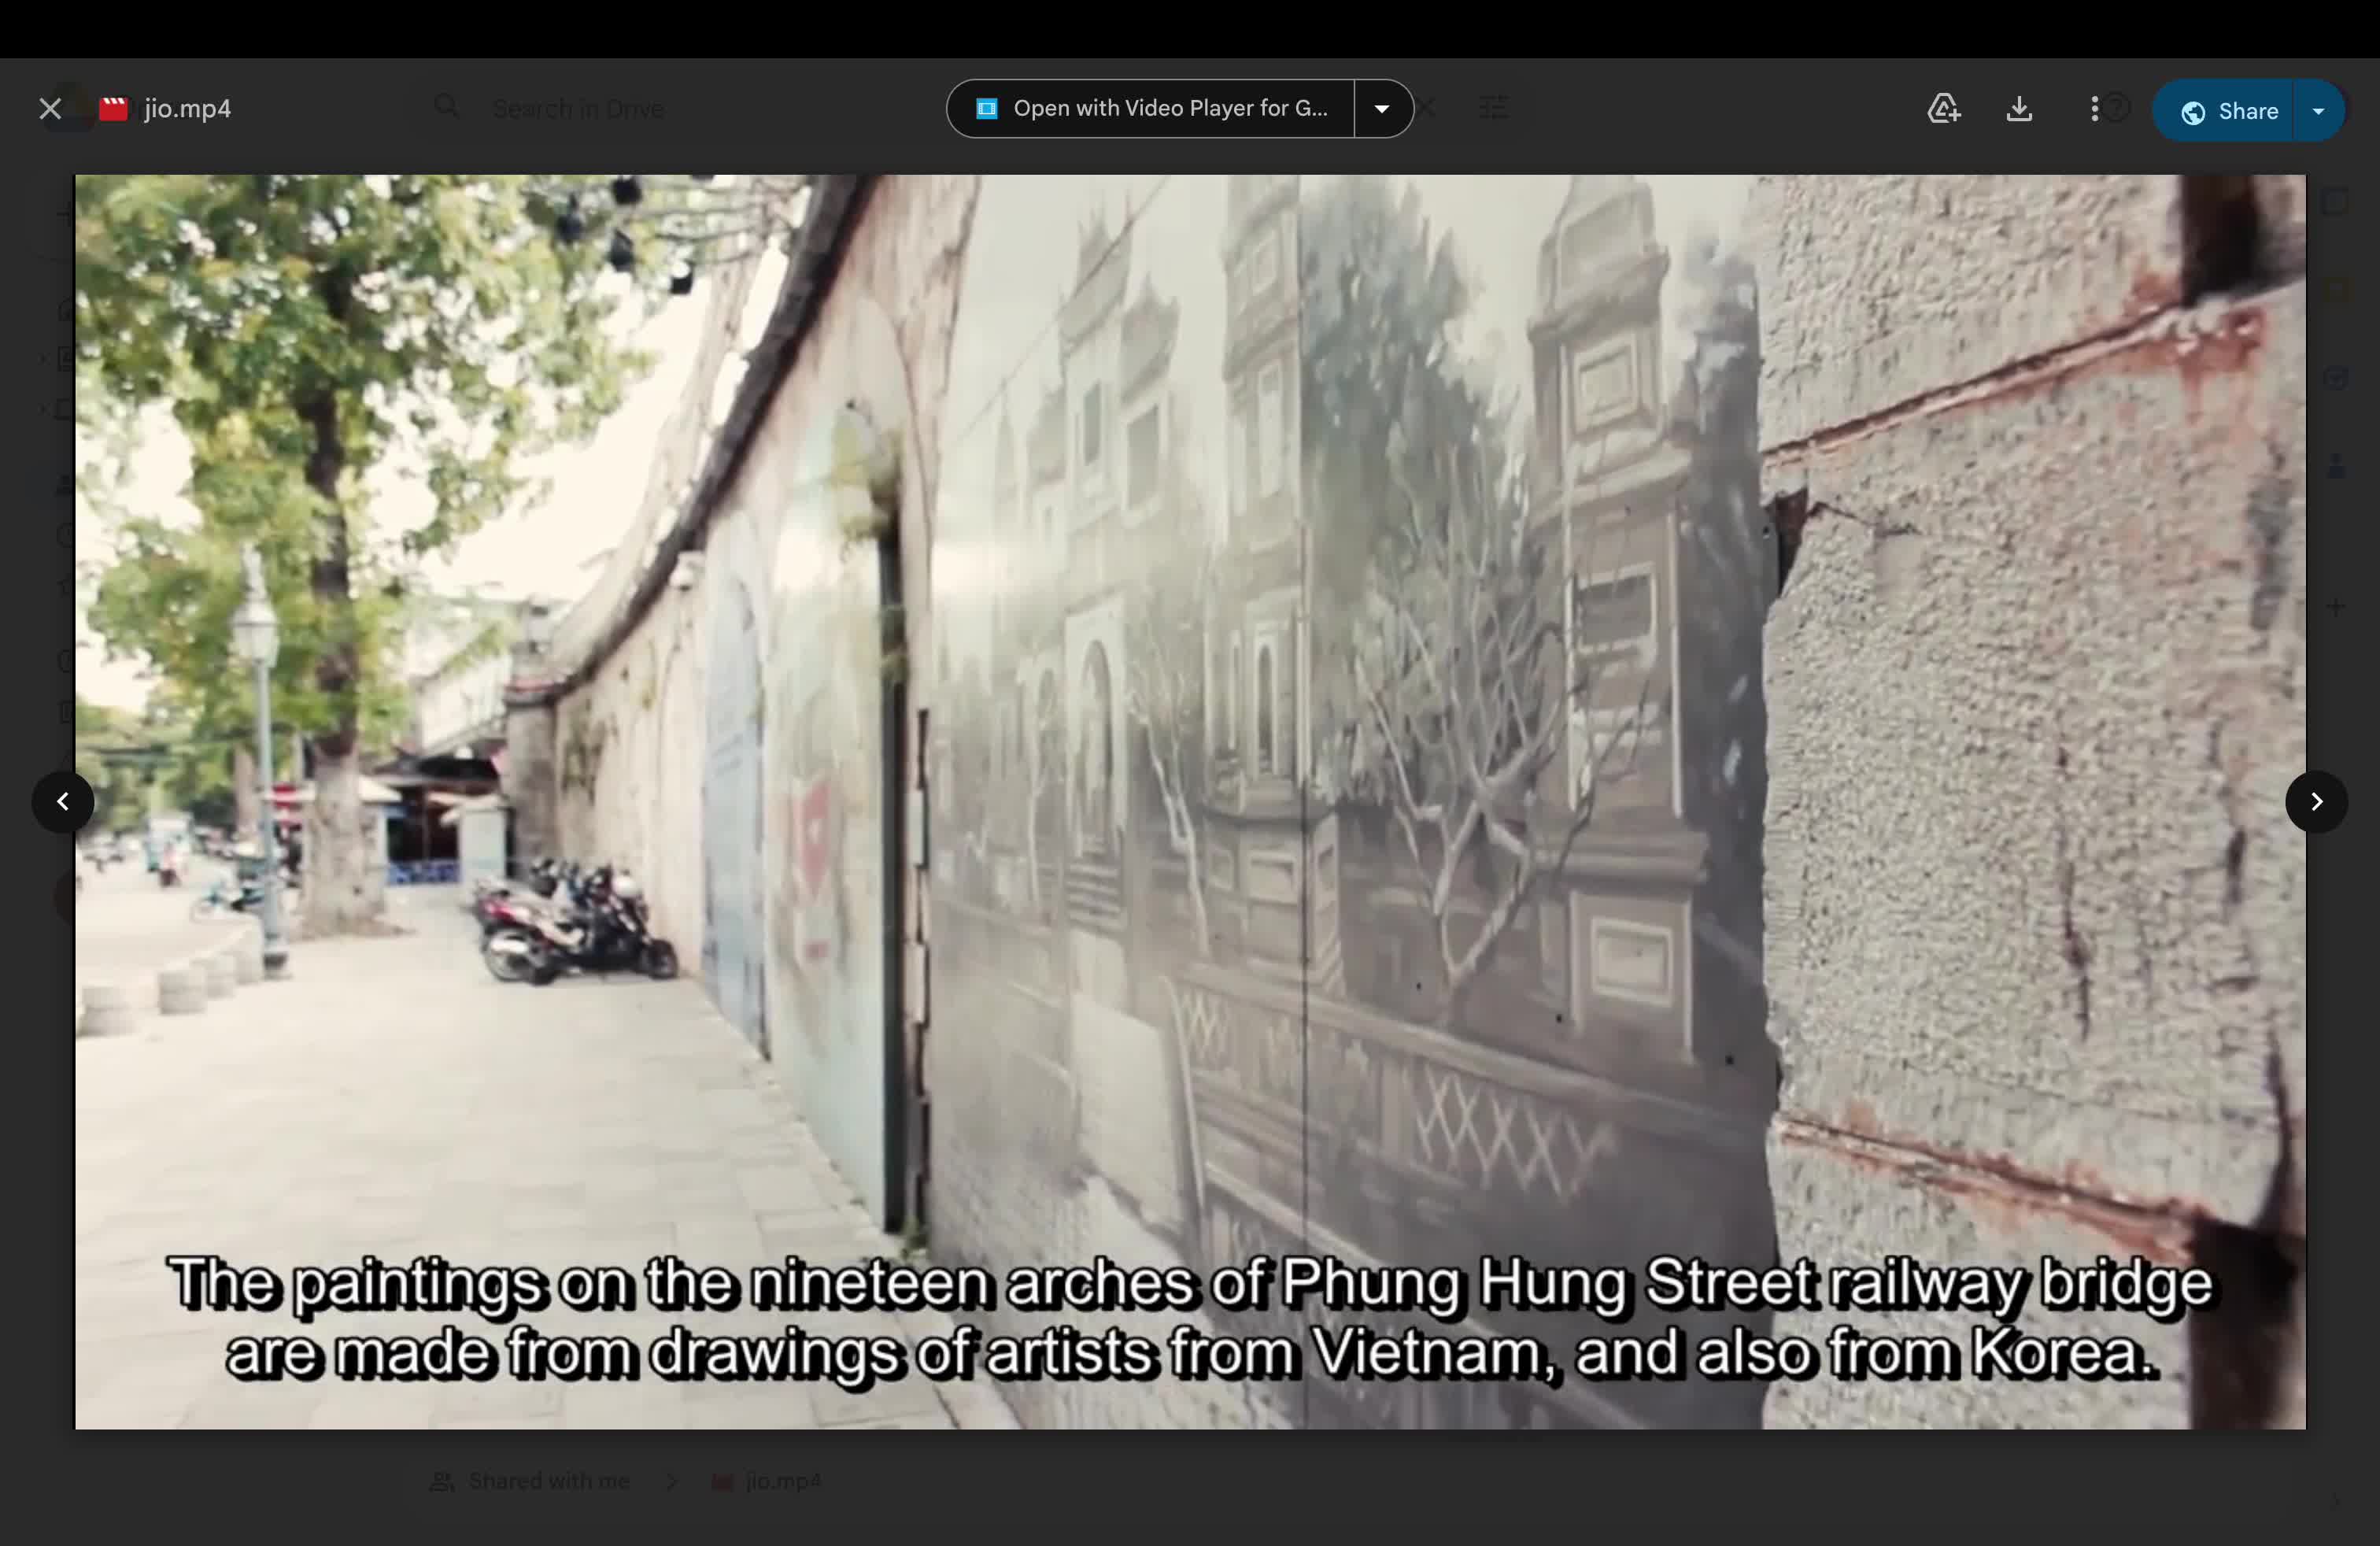 jio.mp4
Search in Drive
Open with Video Player for G...
Share
The paintings on the nineteen arches of Phung Hung Street railway bridge
are made from drawings of artists from Vietnam, and also from Korea.
Shared with me
jio.mp4